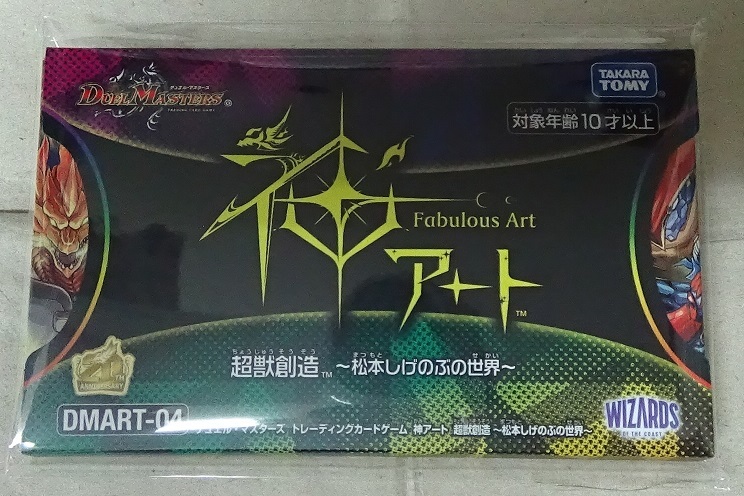 デュエル・マスターズ
DUEL MASTERS®
TRADING CARD GAME
TAKARA
TOMY
たいしょうねんれい さいいじょう
対象年齢10才以上
神
Fabulous Art
アート™
ちょうじゅうそうぞう まつもと せかい
超獣創造™ ～松本しげのぶの世界～
20TH
ANNIVERSARY
DMART-04
デュエル・マスターズ トレーディングカードゲーム 神アート 超獣創造 ～松本しげのぶの世界～
WIZARDS
OF THE COAST